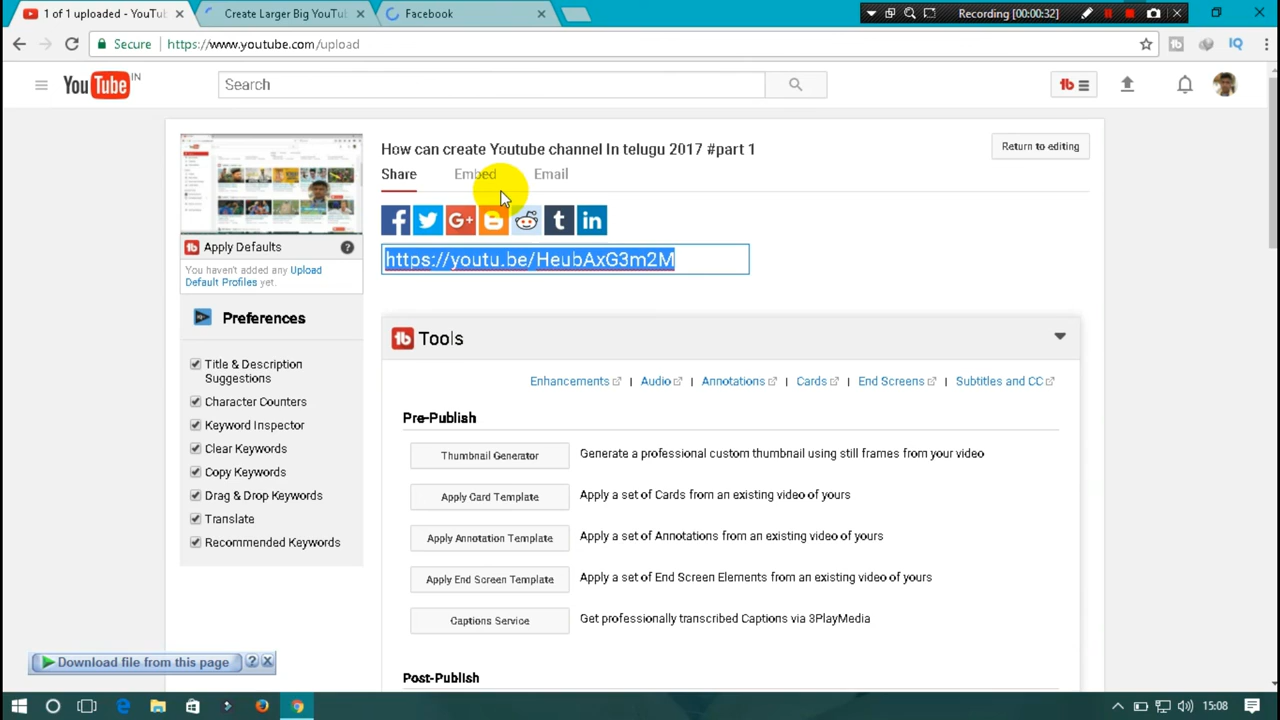 1 of 1 uploaded - YouTu
Create Larger Big YouTu
Facebook
Recording [00:00:32]
Secure
https://www.youtube.com/upload
IQ
YouTube IN
Search
tb
How can create Youtube channel In telugu 2017 #part 1
Return to editing
Share
Embed
Email
https://youtu.be/HeubAxG3m2M
tb Apply Defaults ?
You haven't added any Upload
Default Profiles yet.
Preferences
Title & Description
Suggestions
Character Counters
Keyword Inspector
Clear Keywords
Copy Keywords
Drag & Drop Keywords
Translate
Recommended Keywords
tb Tools
Enhancements | Audio | Annotations | Cards | End Screens | Subtitles and CC
Pre-Publish
Thumbnail Generator
Generate a professional custom thumbnail using still frames from your video
Apply Card Template
Apply a set of Cards from an existing video of yours
Apply Annotation Template
Apply a set of Annotations from an existing video of yours
Apply End Screen Template
Apply a set of End Screen Elements from an existing video of yours
Captions Service
Get professionally transcribed Captions via 3PlayMedia
Post-Publish
Download file from this page ?
15:08